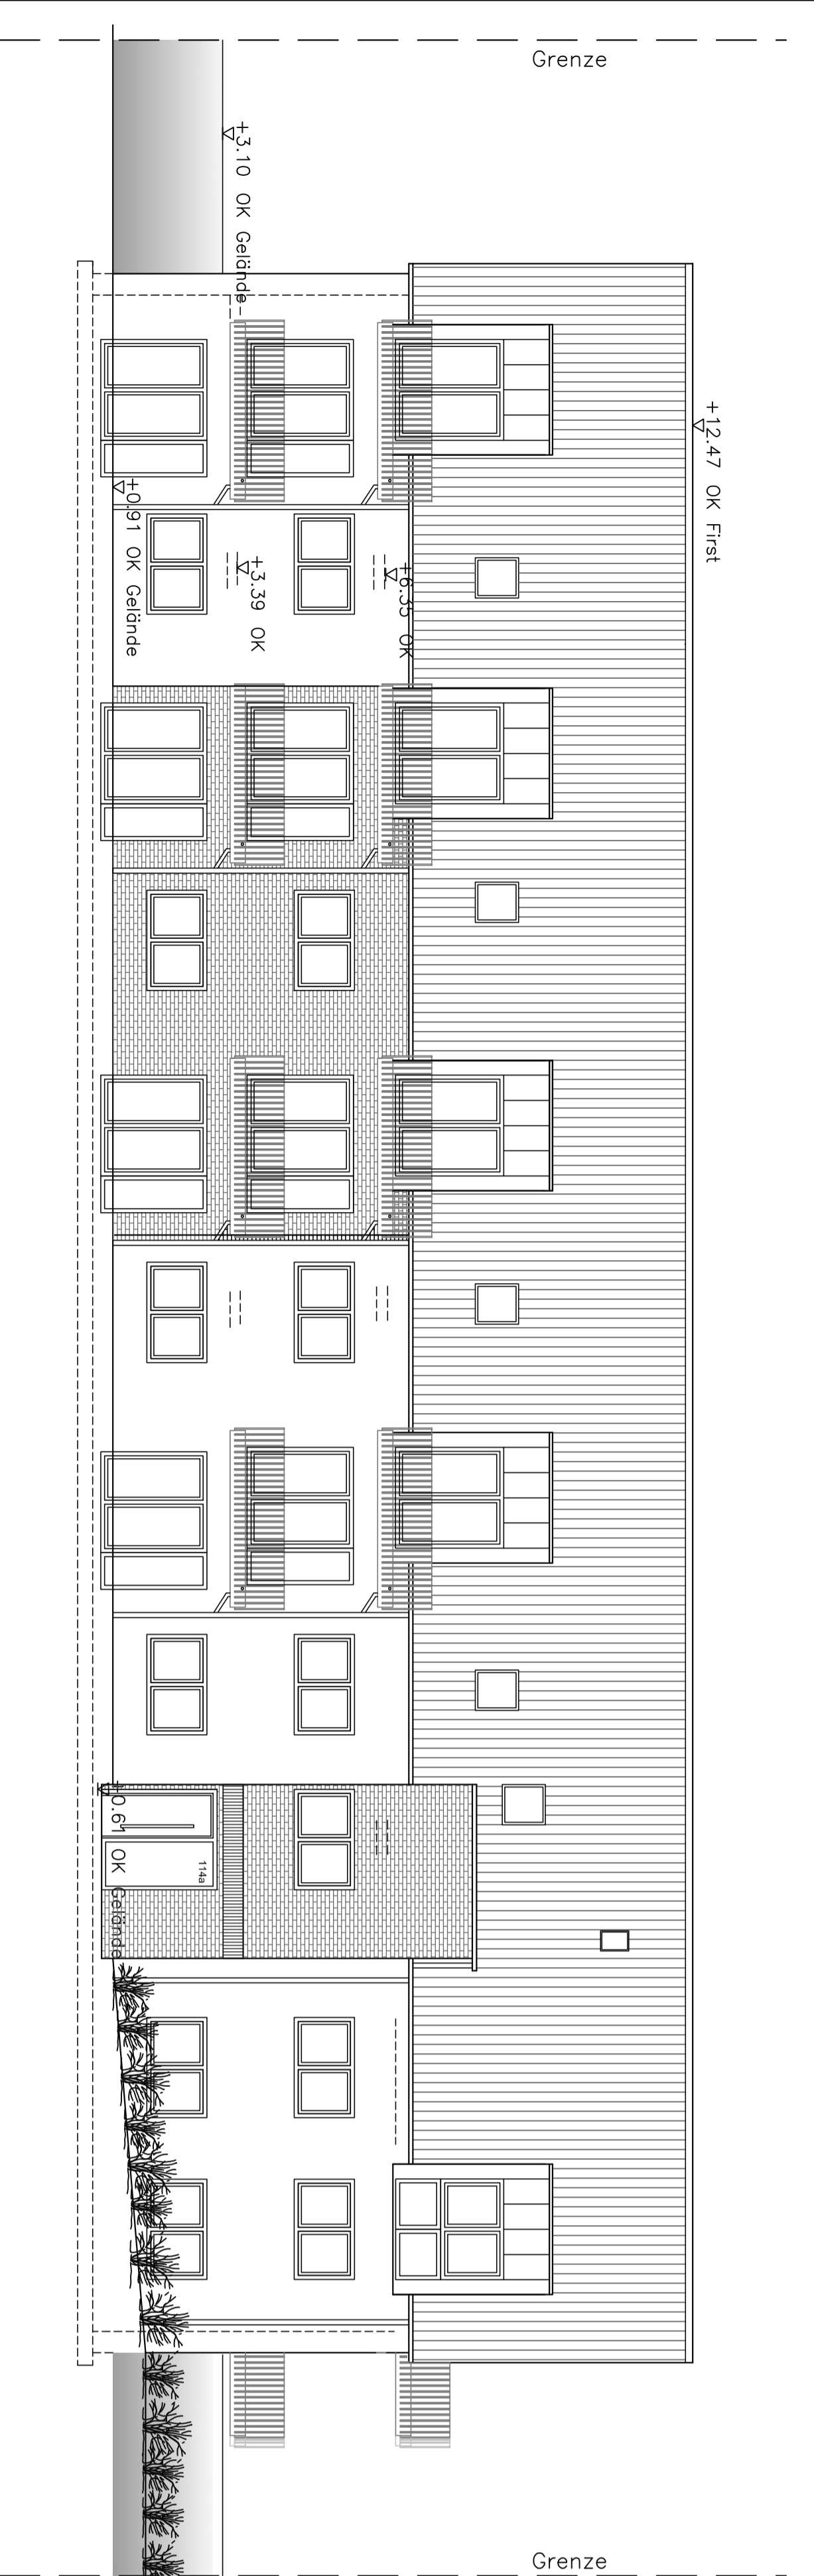 Grenze
+3.10 OK Gelände
+12.47 OK First
+0.91 OK Gelände
+3.39 OK
+6.35 OK
+0.61 OK Gelände
114a
Grenze